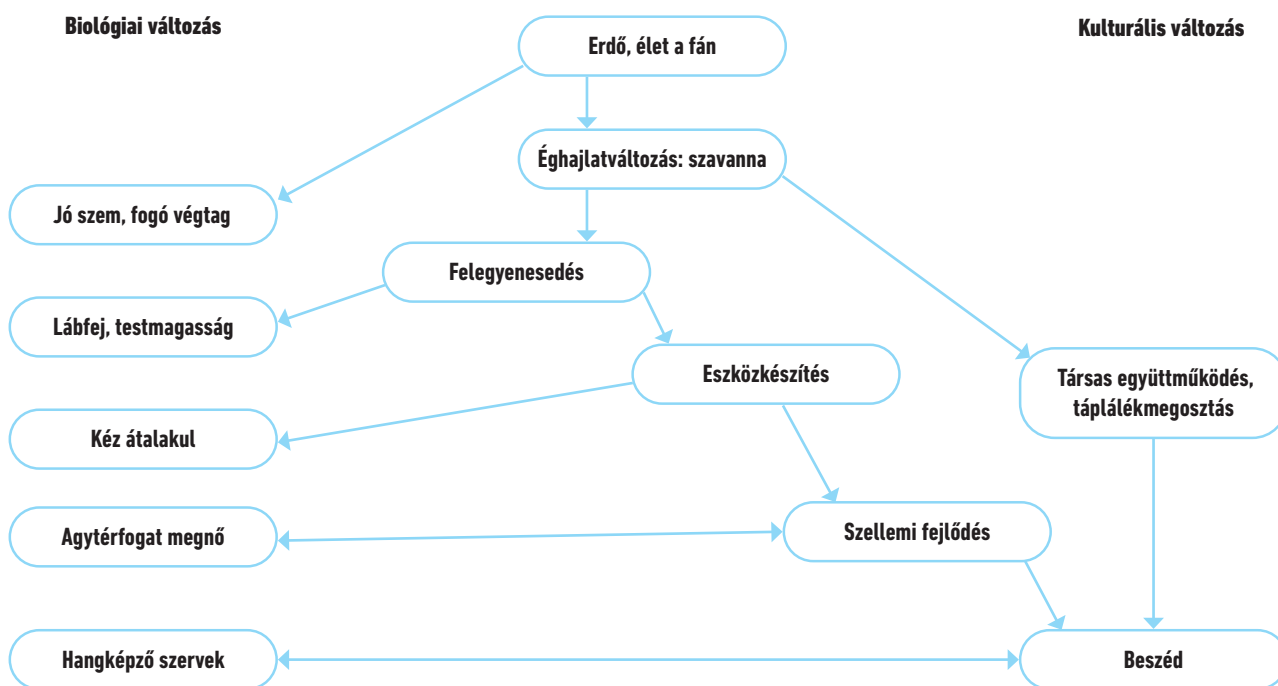 Biológiai változás
Kulturális változás
Erdő, élet a fán
Éghajlatváltozás: szavanna
Jó szem, fogó végtag
Felegyenesedés
Lábfej, testmagasság
Eszközkészítés
Társas együttműködés,
táplálékmegosztás
Kéz átalakul
Agytérfogat megnő
Szellemi fejlődés
Hangképző szervek
Beszéd